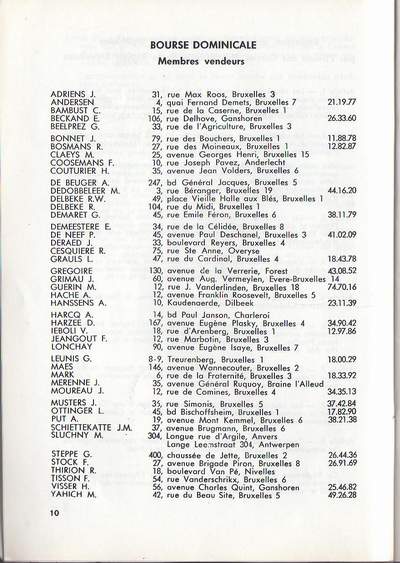 BOURSE DOMINICALE
Membres vendeurs
ADRIENS J. 31, rue Max Roos, Bruxelles 3
ANDERSEN 4, quai Fernand Demets, Bruxelles 7 21.19.77
BAMBUST C. 15, rue de la Caserne, Bruxelles 1
BECKAND E. 106, rue Delhove, Ganshoren 26.33.60
BEELPREZ G. 33, rue de l'Agriculture, Bruxelles 3
BONNET J. 79, rue des Bouchers, Bruxelles 1 11.88.78
BOSMANS R. 27, rue des Moineaux, Bruxelles 1 12.82.87
CLAEYS M. 25, avenue Georges Henri, Bruxelles 15
COOSEMANS F. 10, rue Joseph Pavez, Anderlecht
COUTURIER H. 35, avenue Jean Volders, Bruxelles 6
DE BEUGER A. 247, bd Général Jacques, Bruxelles 5
DEDOBBELEER M. 3, rue Béranger, Bruxelles 19 44.16.20
DELBEKE R.W. 49, place Vieille Halle aux Blés, Bruxelles 1
DELBEKE R. 104, rue du Midi, Bruxelles 1
DEMARET G. 45, rue Emile Féron, Bruxelles 6 38.11.79
DEMEESTERE E. 34, rue de la Célidée, Bruxelles 8
DE NEEF P. 45, avenue Paul Deschanel, Bruxelles 3 41.02.09
DERAED J. 33, boulevard Reyers, Bruxelles 4
CESQUIERE R. 75, rue Ste Anne, Overyse
GRAULS L. 47, rue du Cardinal, Bruxelles 4 18.43.78
GREGOIRE 130, avenue de la Verrerie, Forest 43.08.52
GRIMAU J. 60, avenue Aug. Vermeylen, Evere-Bruxelles 14
GUERIN M. 12, rue J. Vanderlinden, Bruxelles 18 74.70.16
HACHE A. 12, avenue Franklin Roosevelt, Bruxelles 5
HANSSENS A. 10, Koudenaerde, Dilbeek 23.11.39
HARCQ A. 14, bd Paul Janson, Charleroi
HARZEE D. 167, avenue Eugène Plasky, Bruxelles 4 34.90.42
IEBOLI V. 18, rue d'Arenberg, Bruxelles 1 12.97.86
JEANGOUT F. 12, rue Marbotin, Bruxelles 3
LONCHAY 90, avenue Eugène Isaye, Bruxelles 7
LEUNIS G. 8-9, Treurenberg, Bruxelles 1 18.00.29
MAES 146, avenue Wannecouter, Bruxelles 2
MARK 6, rue de la Fraternité, Bruxelles 3 18.33.92
MERENNE J. 35, avenue Général Ruquoy, Braine l'Alleud
MOUREAU J. 12, rue de Comines, Bruxelles 4 34.35.13
MUSTERS J. 35, rue Simonis, Bruxelles 5 37.42.84
OTTINGER L. 45, bd Bischoffsheim, Bruxelles 1 17.82.90
PUT A. 19, avenue Mont Kemmel, Bruxelles 6 38.21.38
SCHIETTEKATTE J.M. 37, avenue Brugmann, Bruxelles 6
SLUCHNY M. 304, Longue rue d'Argile, Anvers
Lange Leemstraat 304, Antwerpen
STEPPE G. 400, chaussée de Jette, Bruxelles 2 26.44.36
STOCK F. 27, avenue Brigade Piron, Bruxelles 8 26.91.69
THIRION R. 18, boulevard Van Pé, Nivelles
TISSON F. 54, rue Vanderschrikx, Bruxelles 6
VISSER H. 56, avenue Charles Quint, Ganshoren 25.46.82
YAHICH M. 42, rue du Beau Site, Bruxelles 5 49.26.28
10